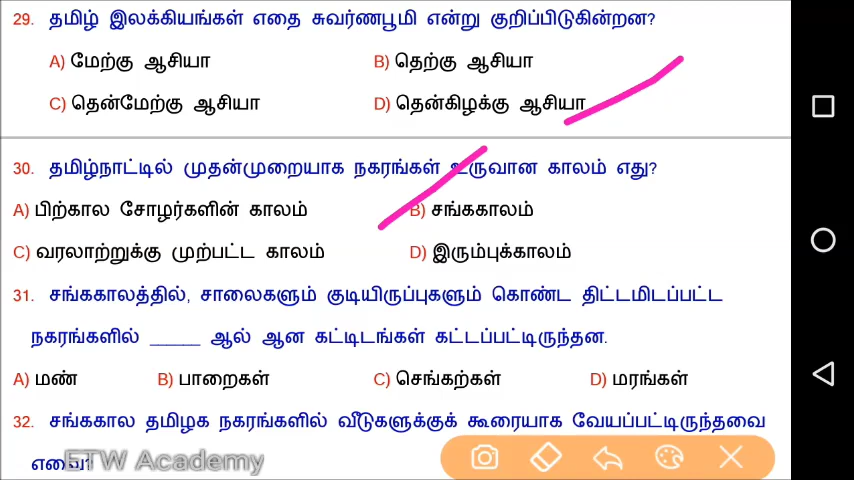 29. தமிழ் இலக்கியங்கள் எதை சுவர்ணபூமி என்று குறிப்பிடுகின்றன?
A) மேற்கு ஆசியா B) தெற்கு ஆசியா
C) தென்மேற்கு ஆசியா D) தென்கிழக்கு ஆசியா
30. தமிழ்நாட்டில் முதன்முறையாக நகரங்கள் உருவான காலம் எது?
A) பிற்கால சோழர்களின் காலம் B) சங்ககாலம்
C) வரலாற்றுக்கு முற்பட்ட காலம் D) இரும்புக்காலம்
31. சங்ககாலத்தில், சாலைகளும் குடியிருப்புகளும் கொண்ட திட்டமிடப்பட்ட
நகரங்களில் ______ ஆல் ஆன கட்டிடங்கள் கட்டப்பட்டிருந்தன.
A) மண் B) பாறைகள் C) செங்கற்கள் D) மரங்கள்
32. சங்ககால தமிழக நகரங்களில் வீடுகளுக்குக் கூரையாக வேயப்பட்டிருந்தவை
எவை?
ETW Academy